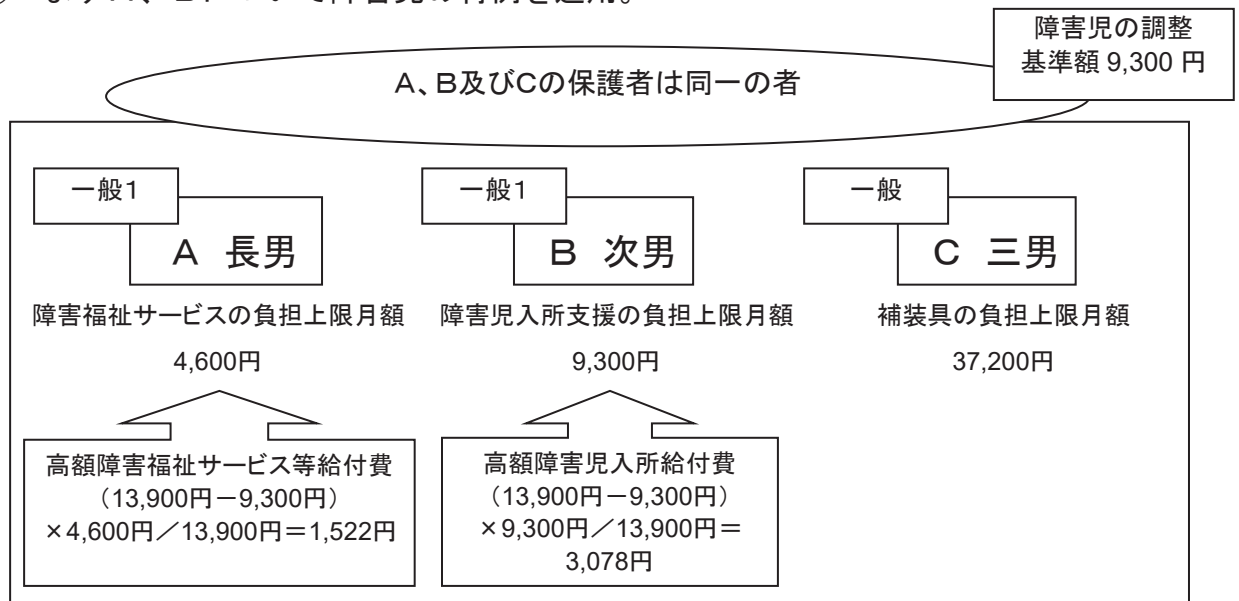 障害児の調整
基準額 9,300 円
A、B及びCの保護者は同一の者
一般1
A 長男
障害福祉サービスの負担上限月額
4,600円
高額障害福祉サービス等給付費
(13,900円－9,300円)
×4,600円／13,900円＝1,522円
一般1
B 次男
障害児入所支援の負担上限月額
9,300円
高額障害児入所給付費
(13,900円－9,300円)
×9,300円／13,900円＝
3,078円
一般
C 三男
補装具の負担上限月額
37,200円